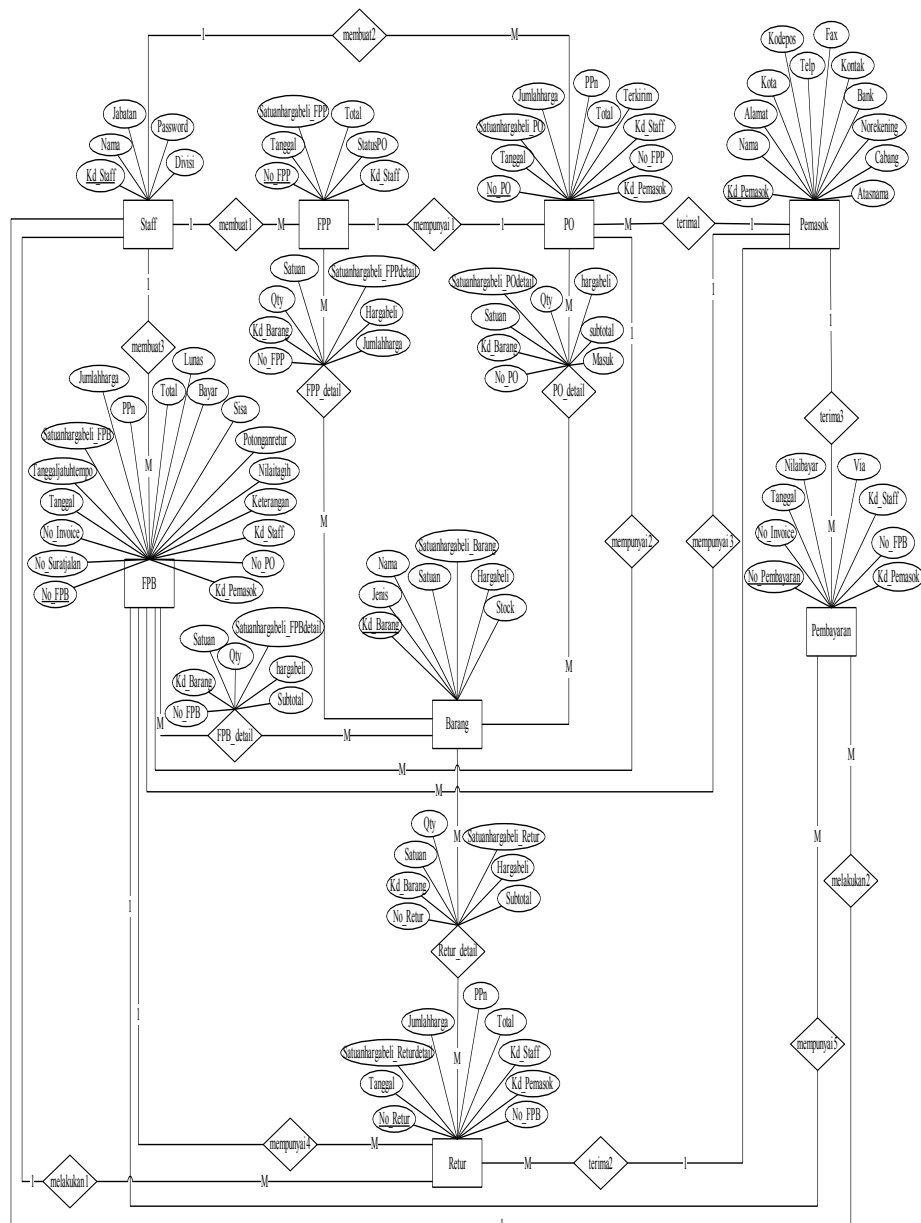 1
membuat2
M
Jabatan
Password
Nama
Divisi
Kd_Staff
Staff
Satuanhargabeli_FPP
Total
Tanggal
StatusPO
No_FPP
Kd_Staff
FPP
PPn
Jumlahharga
Terkirim
Total
Satuanhargabeli_PO
Kd_Staff
Tanggal
No_FPP
No_PO
Kd_Pemasok
PO
Kodepos
Fax
Telp
Kontak
Kota
Bank
Alamat
Norekening
Nama
Cabang
Kd_Pemasok
Atasnama
Pemasok
1
membuat1
M
1
mempunyai1
1
M
terima1
1
1
membuat3
M
M
Satuan
Satuanhargabeli_FPPdetail
Qty
Hargabeli
Kd_Barang
Jumlahharga
No_FPP
FPP_detail
M
M
Satuanhargabeli_POdetail
hargabeli
Qty
Satuan
subtotal
Kd_Barang
Masuk
No_PO
PO_detail
M
1
mempunyai2
M
1
mempunyai3
M
1
terima3
M
Lunas
Jumlahharga
Total
Bayar
PPn
Sisa
Satuanhargabeli_FPB
Potonganretur
Tanggaljatuhtempo
Nilaitagih
Tanggal
Keterangan
No_Invoice
Kd_Staff
No_Suratjalan
No_PO
No_FPB
Kd_Pemasok
FPB
Nilaibayar
Via
Tanggal
Kd_Staff
No_Invoice
No_FPB
No_Pembayaran
Kd_Pemasok
Pembayaran
Satuanhargabeli_Barang
Nama
Satuan
Hargabeli
Jenis
Stock
Kd_Barang
Barang
Satuanhargabeli_FPBdetail
Satuan
Qty
Kd_Barang
hargabeli
No_FPB
Subtotal
M
FPB_detail
M
M
Qty
Satuanhargabeli_Retur
Satuan
Hargabeli
Kd_Barang
Subtotal
No_Retur
Retur_detail
M
PPn
Jumlahharga
Total
Satuanhargabeli_Returdetail
Kd_Staff
Tanggal
Kd_Pemasok
No_Retur
No_FPB
Retur
1
mempunyai4
M
M
terima2
1
1
melakukan1
M
1
M
mempunyai5
M
melakukan2
1